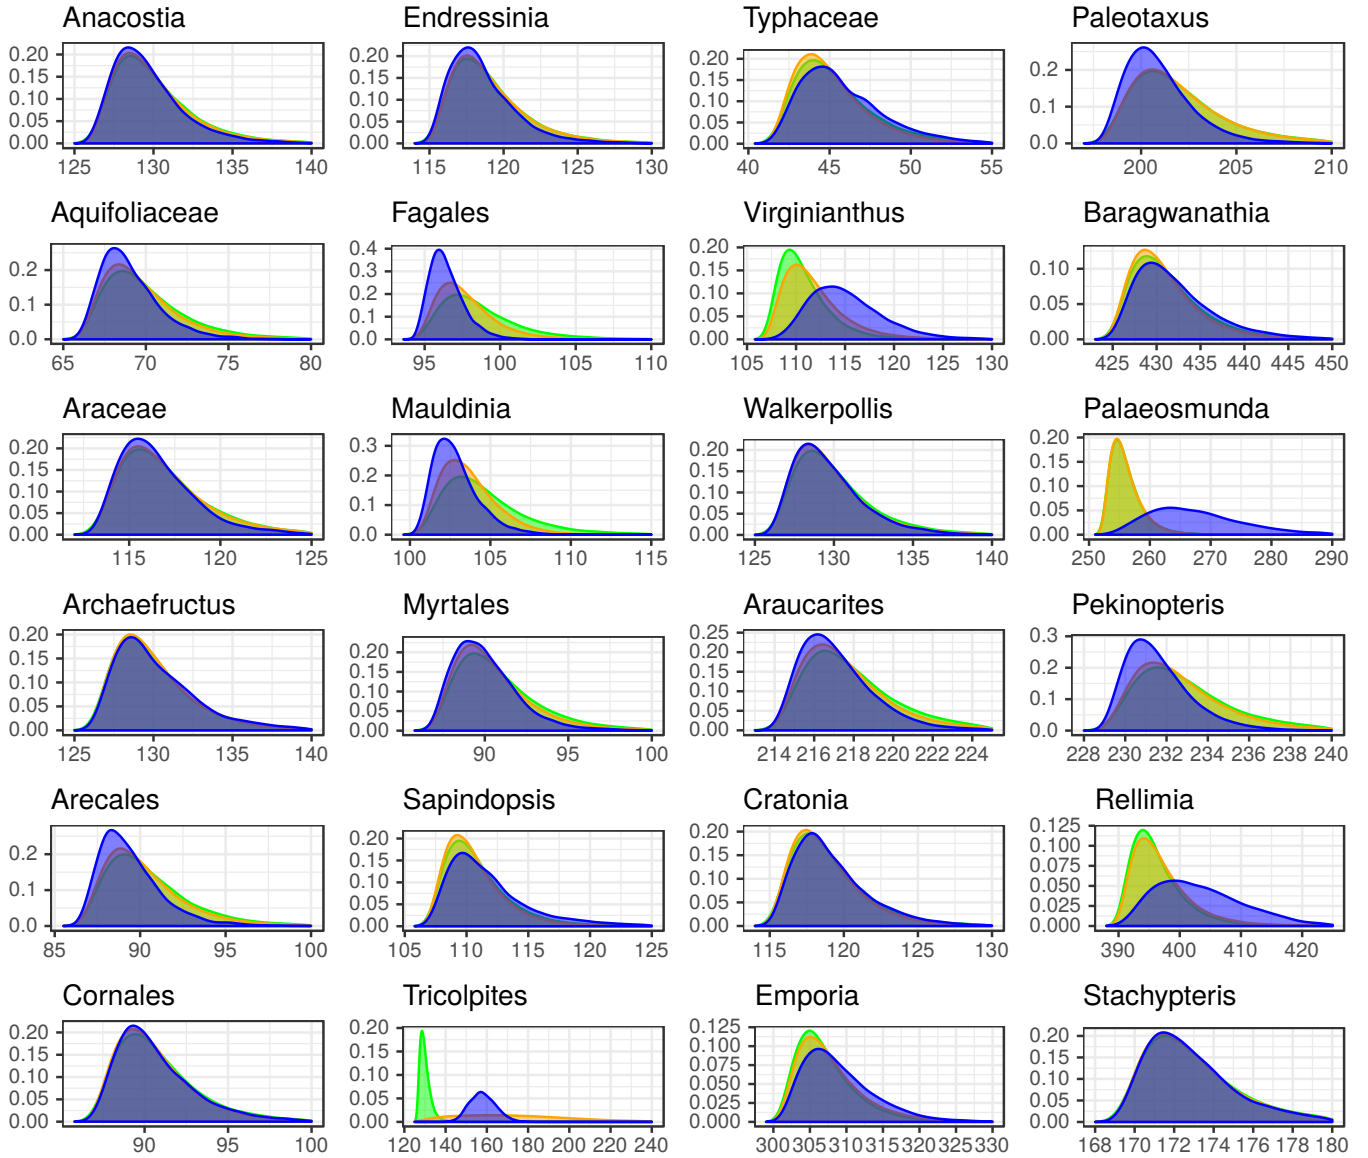 Anacostia Endressinia Typhaceae Paleotaxus
0.20 0.15 0.10 0.05 0.00 125 130 135 140
0.20 0.15 0.10 0.05 0.00 115 120 125 130
0.20 0.15 0.10 0.05 0.00 40 45 50 55
0.2 0.1 0.0 200 205 210
Aquifoliaceae Fagales Virginianthus Baragwanathia
0.2 0.1 0.0 65 70 75 80
0.4 0.3 0.2 0.1 0.0 95 100 105 110
0.20 0.15 0.10 0.05 0.00 105 110 115 120 125 130
0.10 0.05 0.00 425 430 435 440 445 450
Araceae Mauldinia Walkerpollis Palaeosmunda
0.20 0.15 0.10 0.05 0.00 115 120 125
0.3 0.2 0.1 0.0 100 105 110 115
0.20 0.15 0.10 0.05 0.00 125 130 135 140
0.20 0.15 0.10 0.05 0.00 250 260 270 280 290
Archaefructus Myrtales Araucarites Pekinopteris
0.20 0.15 0.10 0.05 0.00 125 130 135 140
0.20 0.15 0.10 0.05 0.00 90 95 100
0.25 0.20 0.15 0.10 0.05 0.00 214 216 218 220 222 224
0.3 0.2 0.1 0.0 228 230 232 234 236 238 240
Arecales Sapindopsis Cratonia Rellimia
0.2 0.1 0.0 85 90 95 100
0.20 0.15 0.10 0.05 0.00 105 110 115 120 125
0.20 0.15 0.10 0.05 0.00 115 120 125 130
0.125 0.100 0.075 0.050 0.025 0.000 390 400 410 420
Cornales Tricolpites Emporia Stachypteris
0.20 0.15 0.10 0.05 0.00 90 95 100
0.20 0.15 0.10 0.05 0.00 120 140 160 180 200 220 240
0.125 0.100 0.075 0.050 0.025 0.000 300 305 310 315 320 325 330
0.20 0.15 0.10 0.05 0.00 168 170 172 174 176 178 180